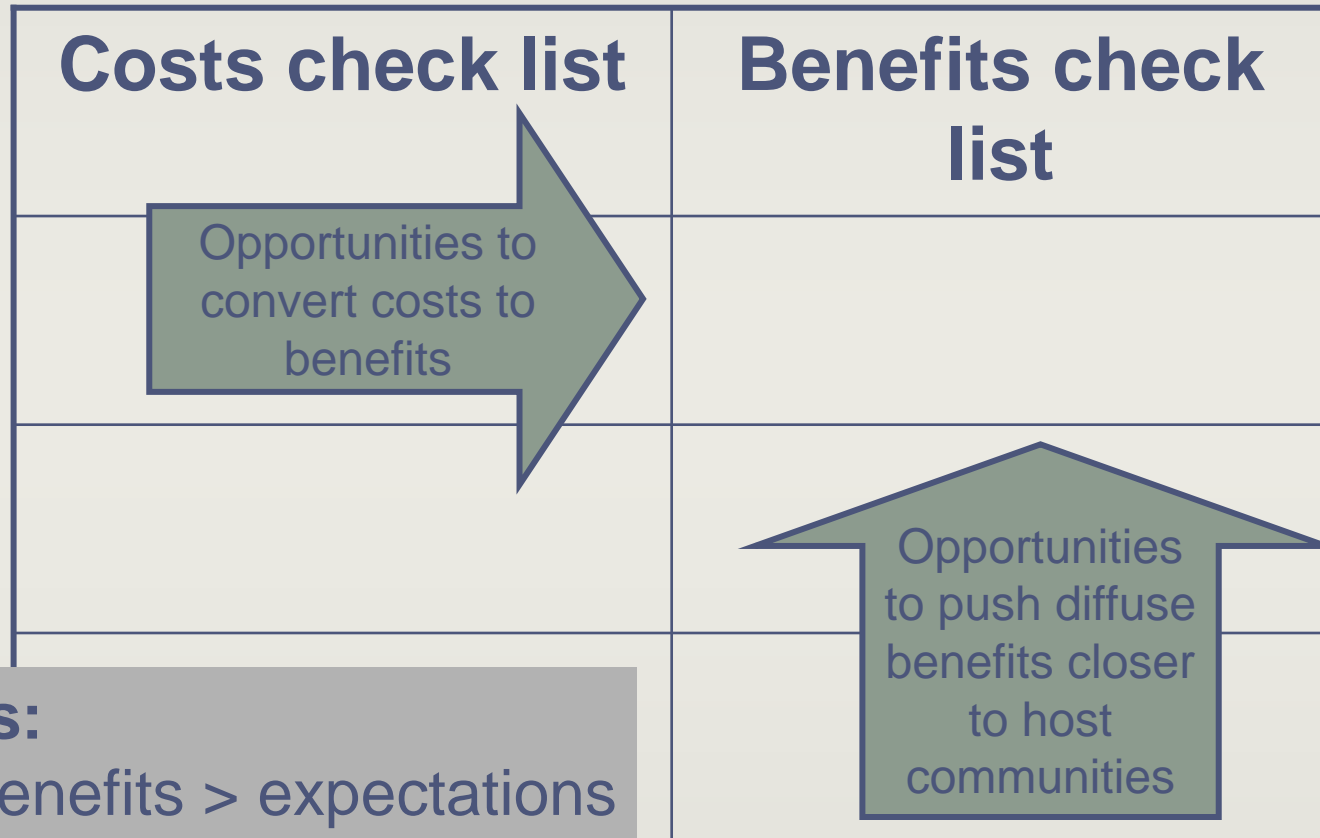 Costs check list
Benefits check
list
Opportunities to
convert costs to
benefits
Opportunities
to push diffuse
benefits closer
to host
communities
s:
enefits > expectations